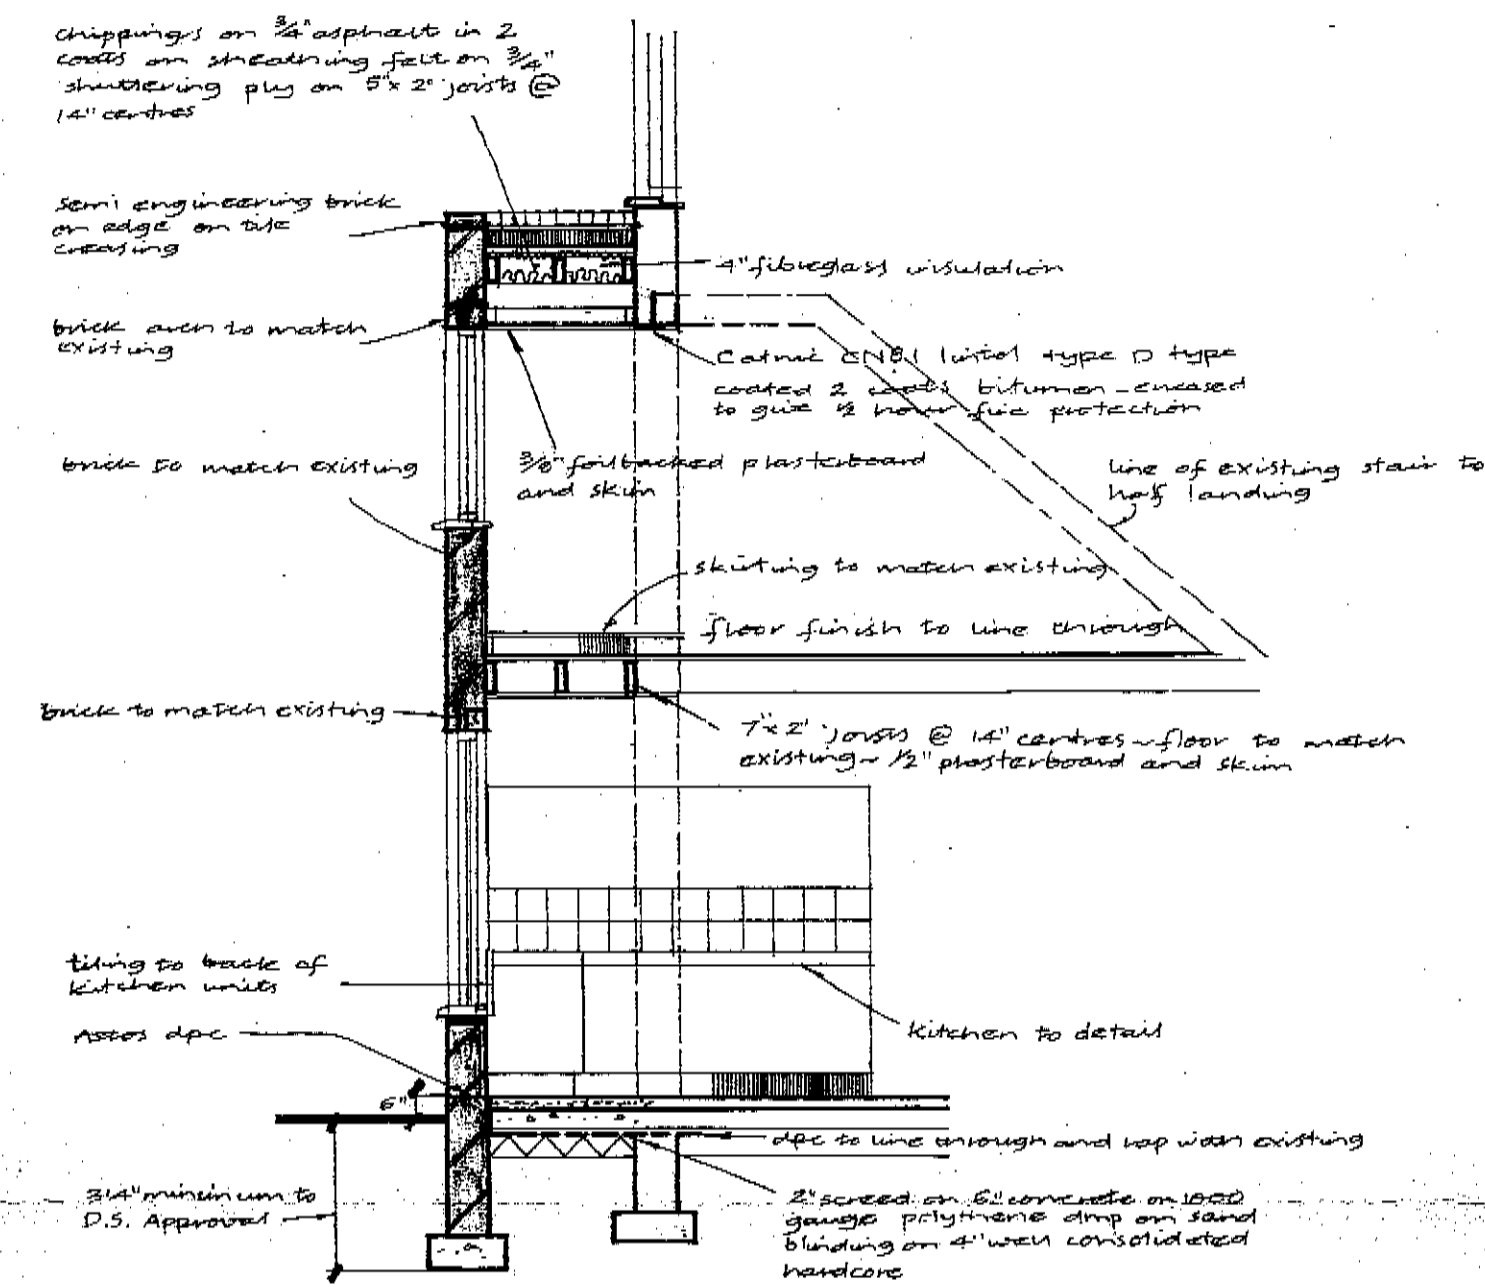 chippings on 3/4" asphalt in 2
coats on sheathing felt on 3/4"
shuttering ply on 5"x 2" joists @
14" centres
semi engineering brick
on edge on tile
creasing
4" fibreglass insulation
brick arch to match
existing
Catnic CN81 lintol type D type
coated 2 coats bitumen - encased
to give 1/2 hour fire protection
brick to match existing
3/8" foilbacked plasterboard
and skim
line of existing stair to
half landing
skirting to match existing
floor finish to line through
brick to match existing
7"x 2" joists @ 14" centres - floor to match
existing - 1/2" plasterboard and skim
tiling to back of
kitchen units
Astos dpc
kitchen to detail
6"
dpc to line through and lap with existing
minimum to
D.S. Approval
2" screed on 6" concrete on 1000
gauge polythene dmp on sand
blinding on 4" well consolidated
hardcore